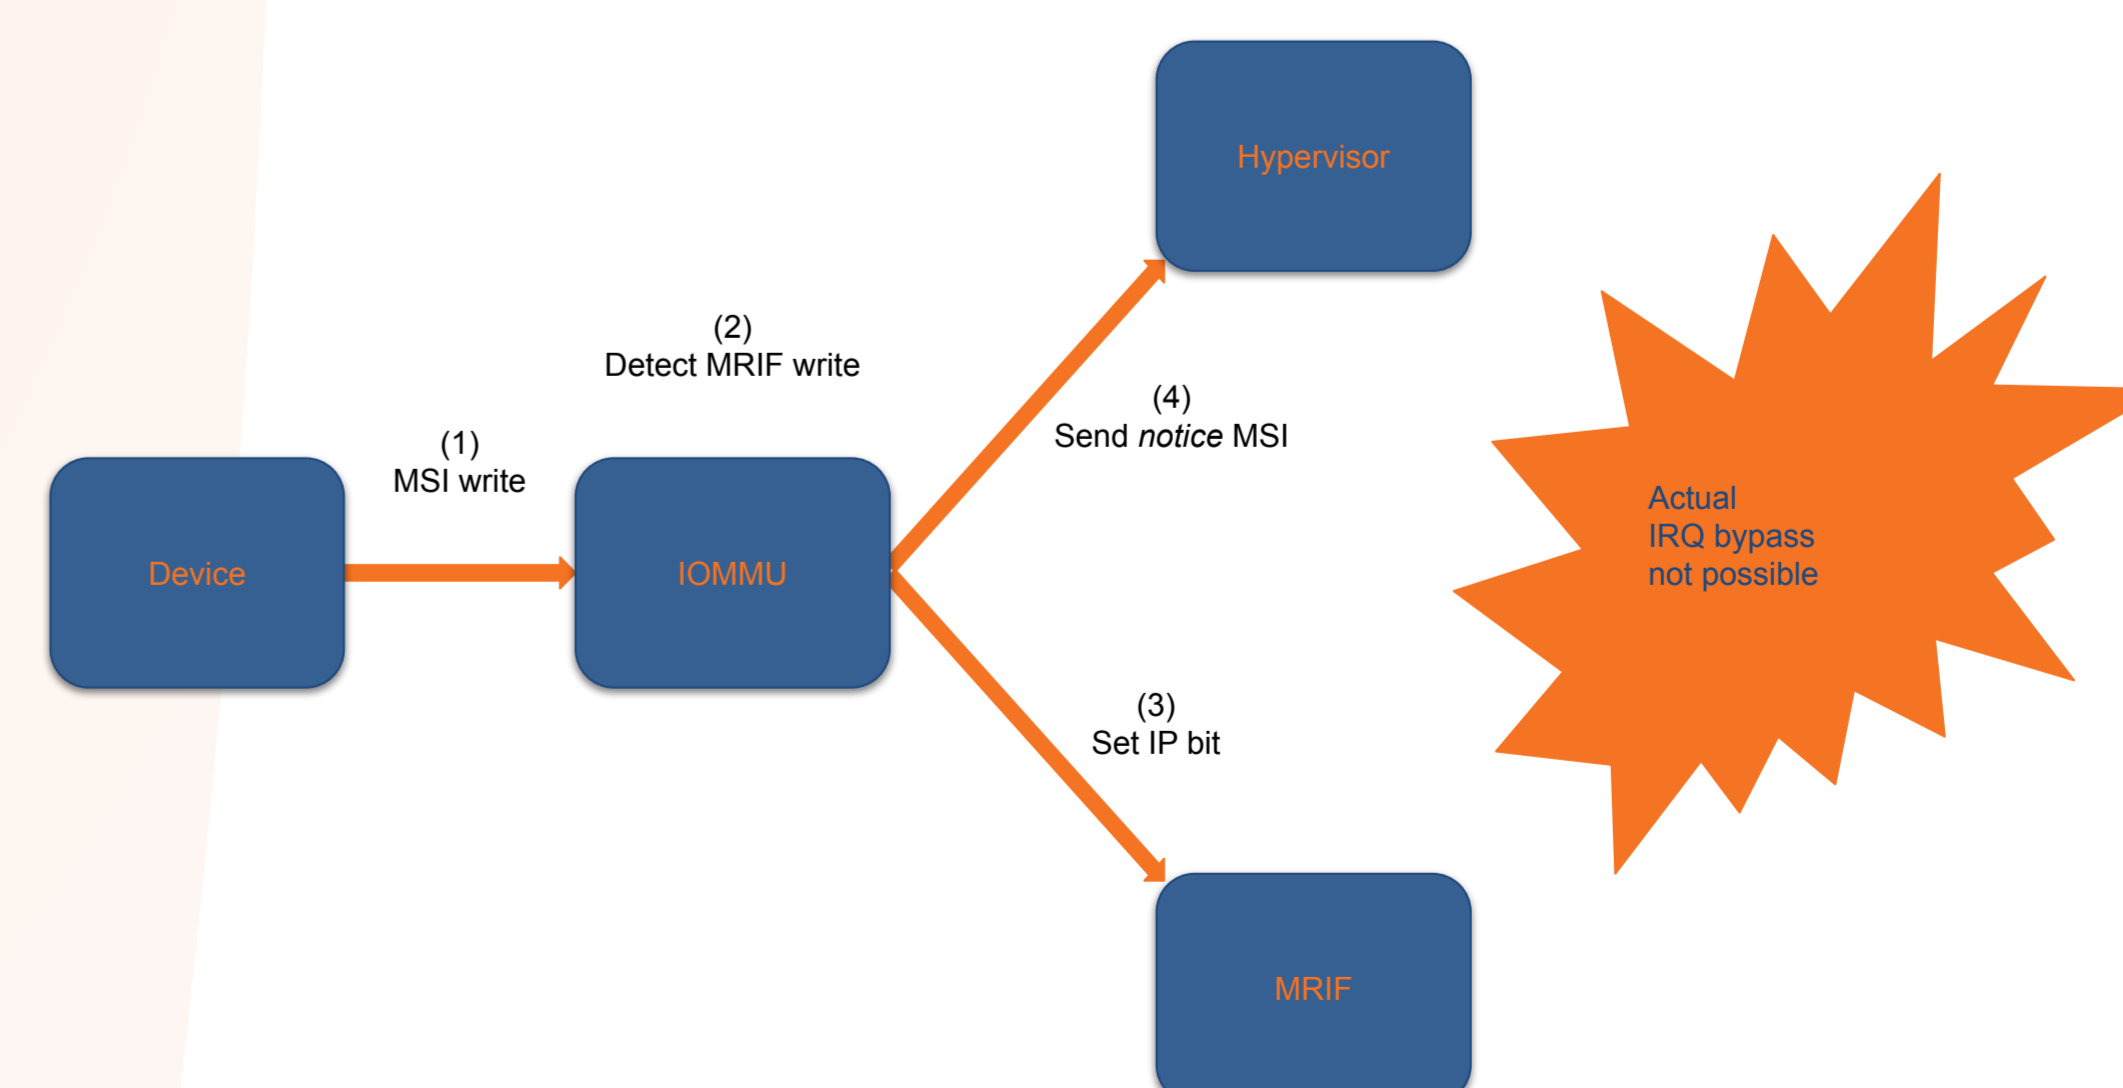 Hypervisor
(2)
Detect MRIF write
(4)
Send notice MSI
(1)
MSI write
Device
IOMMU
Actual
IRQ bypass
not possible
(3)
Set IP bit
MRIF